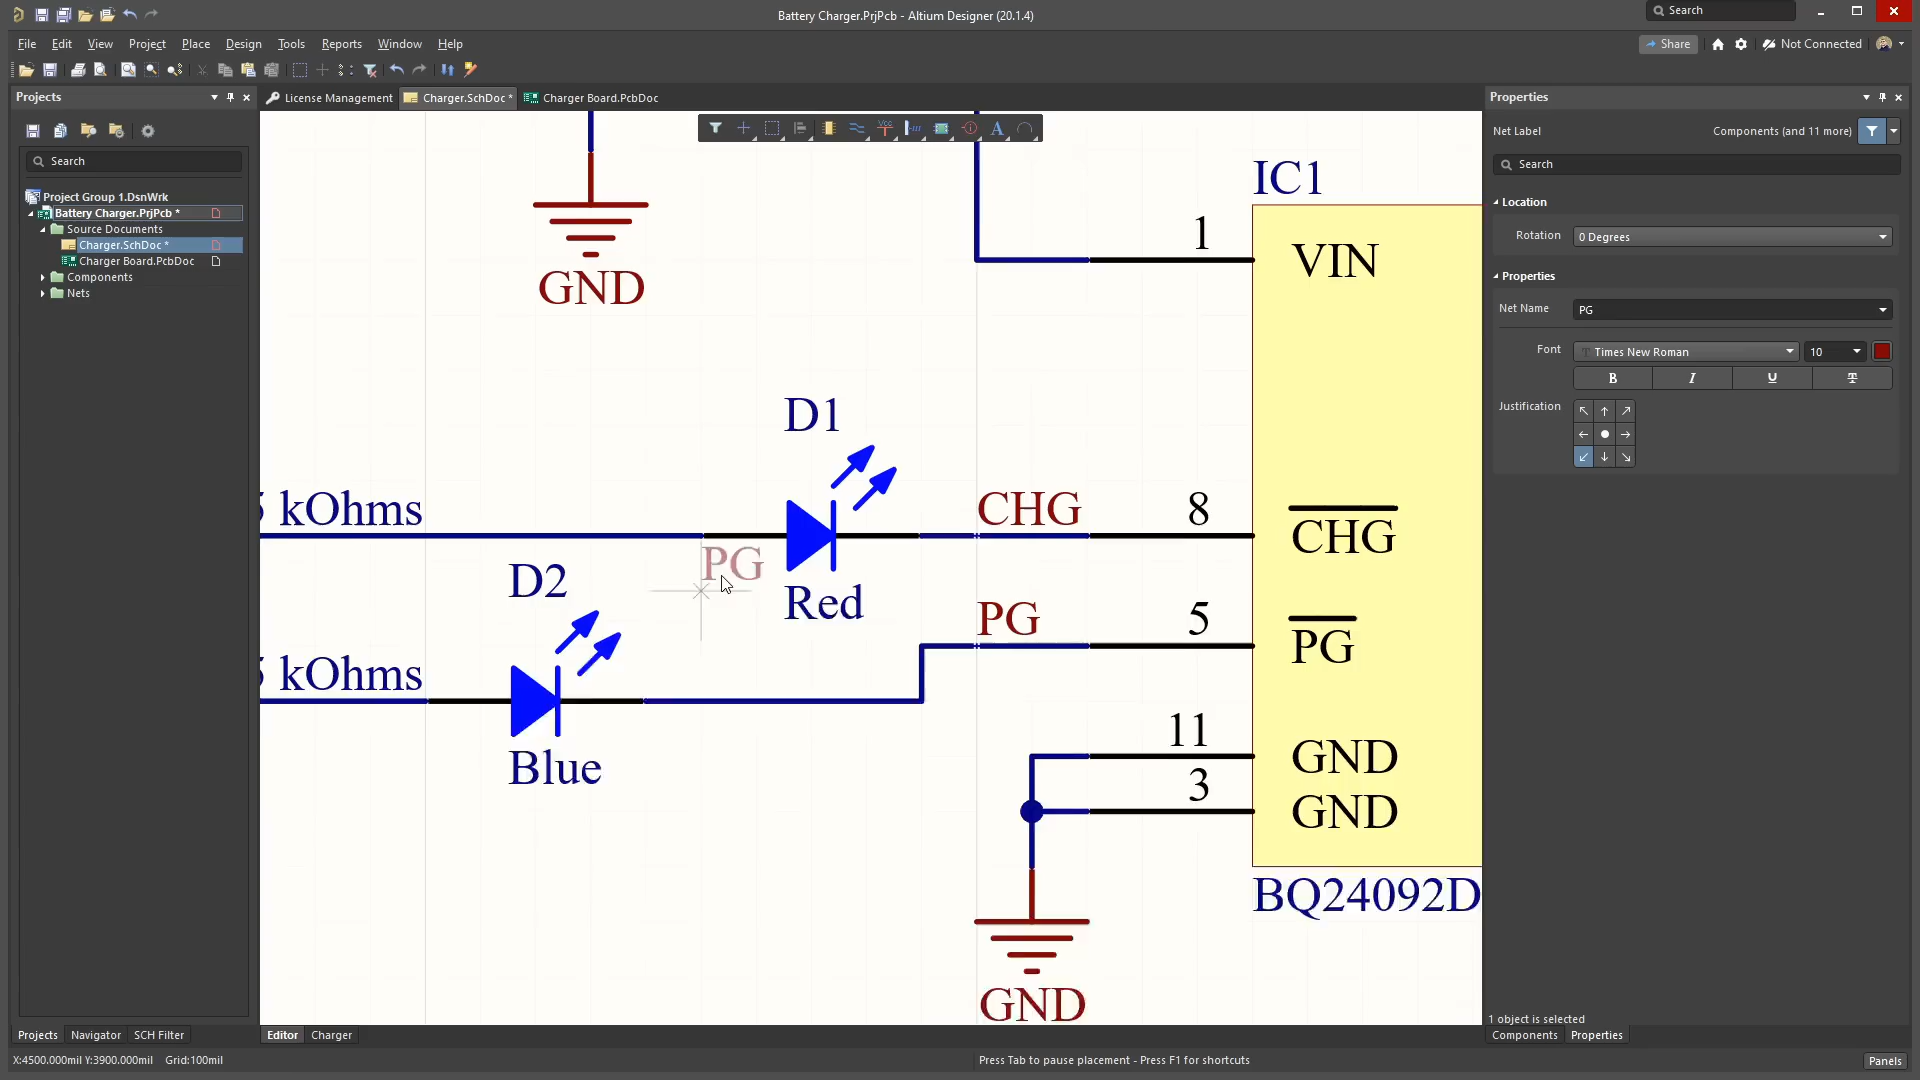 Battery Charger.PrjPcb - Altium Designer (20.1.4)
Search
File Edit View Project Place Design Tools Reports Window Help
Share
Not Connected
Projects
License Management
Charger.SchDoc *
Charger Board.PcbDoc
Properties
Net Label
Components (and 11 more)
Search
Search
Project Group 1.DsnWrk
Battery Charger.PrjPcb *
Source Documents
Charger.SchDoc *
Charger Board.PcbDoc
Components
Nets
Location
Rotation
0 Degrees
Properties
Net Name
PG
Font
Times New Roman
10
B I U T
Justification
Vcc
A
IC1
1
VIN
GND
D1
kOhms
CHG
8
CHG
PG
D2
Red
PG
5
PG
kOhms
Blue
11
GND
3
GND
BQ24092D
GND
1 object is selected
Projects
Navigator
SCH Filter
Editor
Charger
Components
Properties
X:4500.000mil Y:3900.000mil Grid:100mil
Press Tab to pause placement - Press F1 for shortcuts
Panels